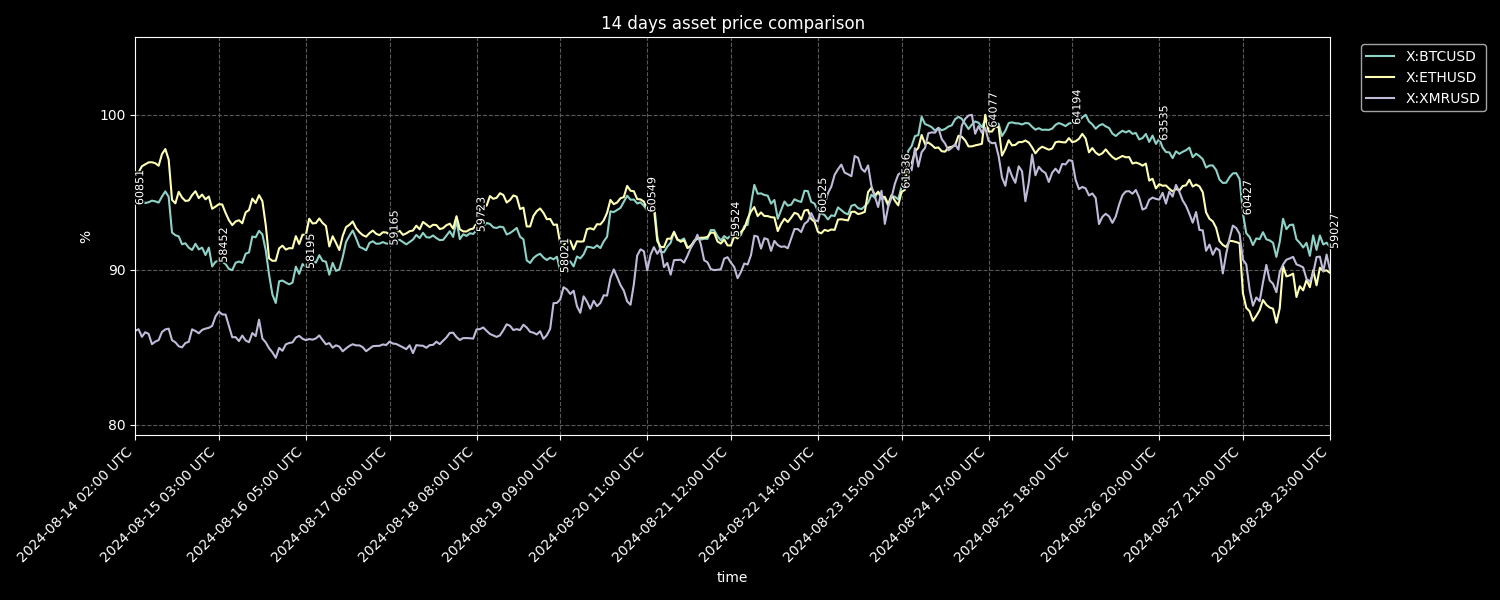 14 days asset price comparison
X:BTCUSD
X:ETHUSD
X:XMRUSD
%
100
90
80
60851
58452
58195
59165
59723
58029
60549
59524
60525
61536
64077
64194
63535
60427
59027
2024-08-14 02:00 UTC
2024-08-15 03:00 UTC
2024-08-16 05:00 UTC
2024-08-17 06:00 UTC
2024-08-18 08:00 UTC
2024-08-19 09:00 UTC
2024-08-20 11:00 UTC
2024-08-21 12:00 UTC
2024-08-22 14:00 UTC
2024-08-23 15:00 UTC
2024-08-24 17:00 UTC
2024-08-25 18:00 UTC
2024-08-26 20:00 UTC
2024-08-27 21:00 UTC
2024-08-28 23:00 UTC
time